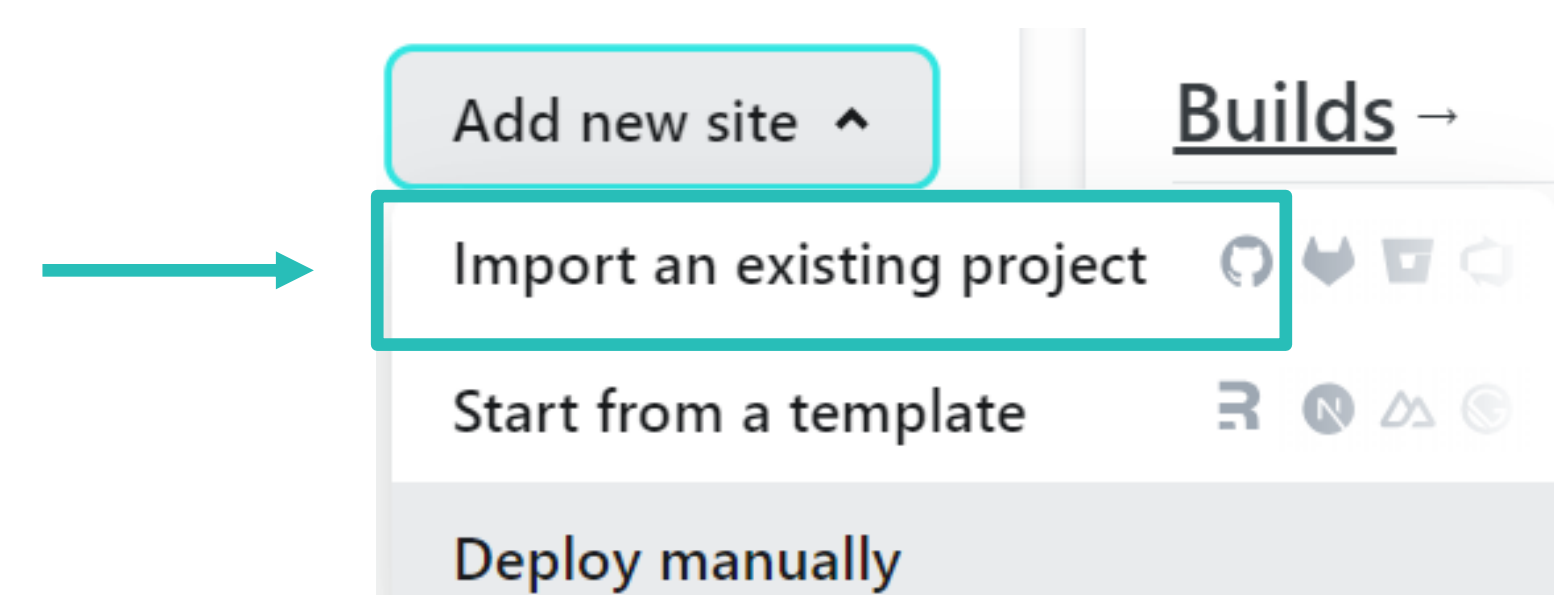 Add new site
Builds →
Import an existing project
Start from a template
Deploy manually